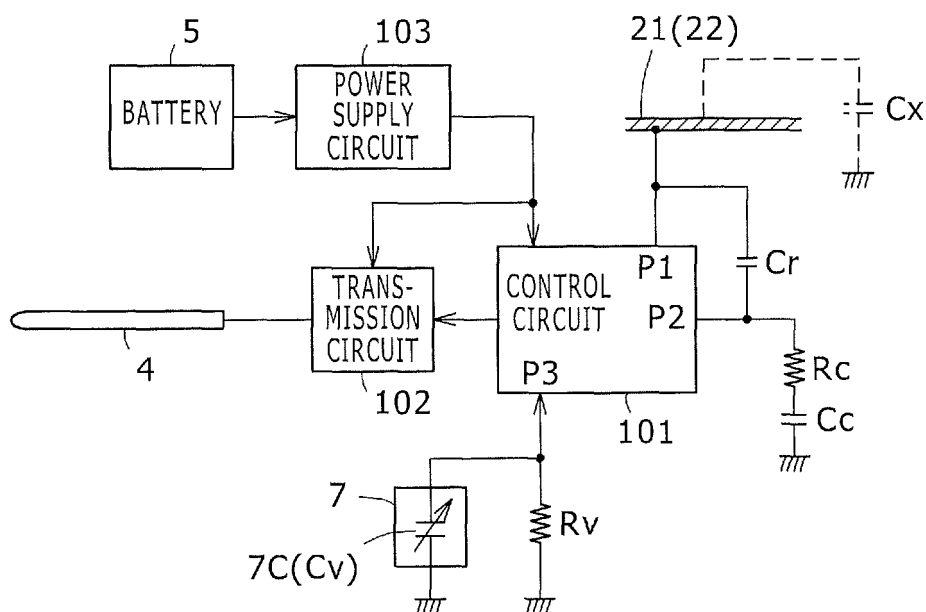 5
103
21(22)
BATTERY
POWER
SUPPLY
CIRCUIT
Cx
P1
Cr
TRANS-
MISSION
CIRCUIT
CONTROL
CIRCUIT
P2
4
102
P3
101
Rc
Cc
7
7C(Cv)
Rv